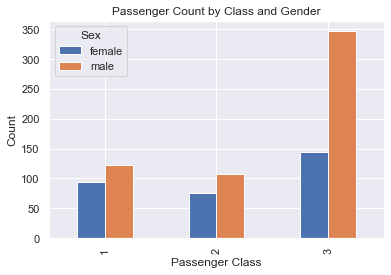 Passenger Count by Class and Gender
Sex
female
male
350
300
250
200
150
100
50
0
Count
1
2
3
Passenger Class